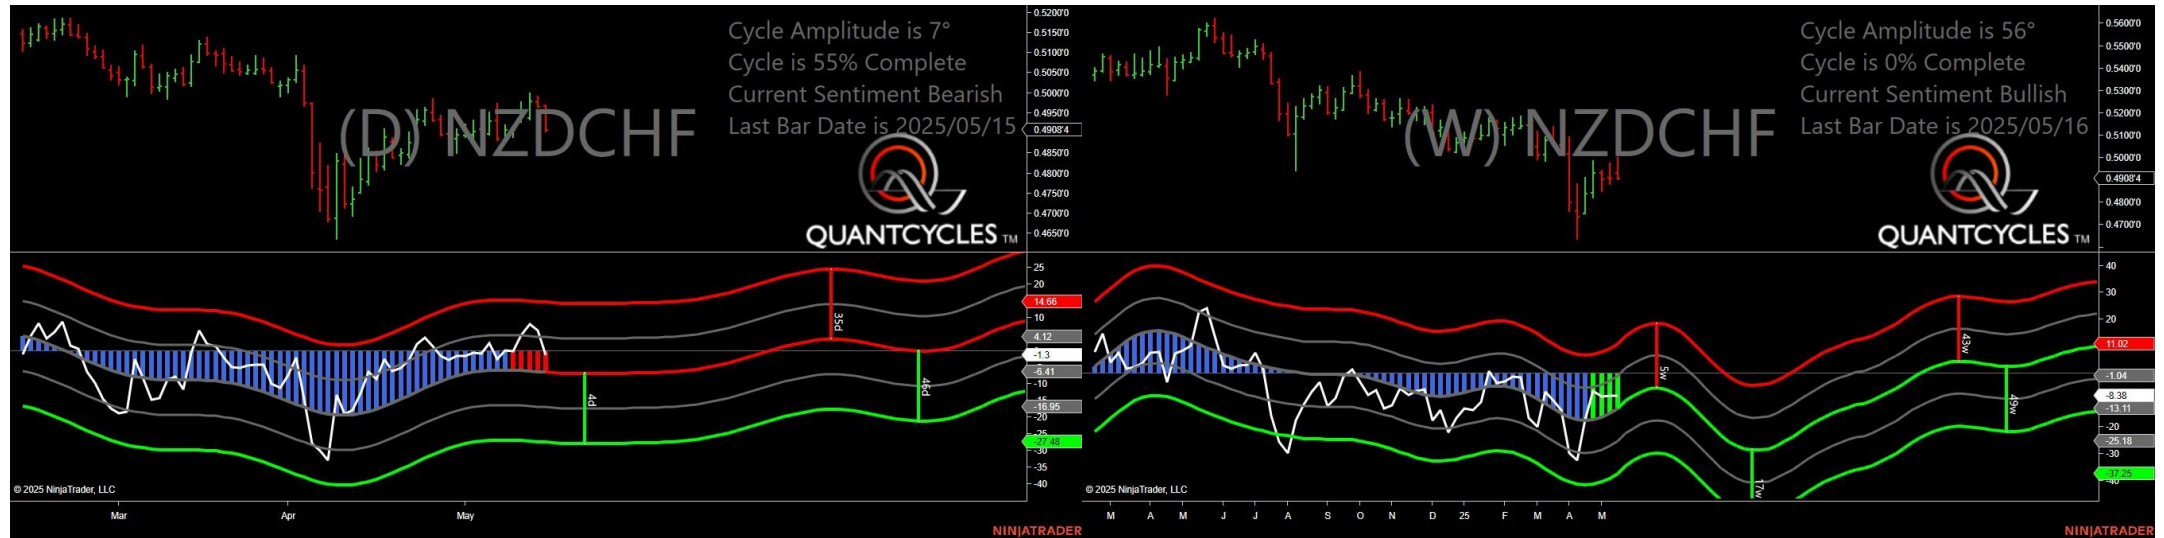 Cycle Amplitude is 7°
Cycle is 55% Complete
Current Sentiment Bearish
Last Bar Date is 2025/05/15
(D) NZDCHF
QUANTCYCLES TM
0.5200'0
0.5150'0
0.5100'0
0.5050'0
0.5000'0
0.4950'0
0.4908'4
0.4850'0
0.4800'0
0.4750'0
0.4700'0
0.4650'0
25
20
14.66
10
4.12
-1.3
-6.41
-10
-15
-16.95
-20
-25
-27.48
-30
-35
-40
4d
35d
46d
© 2025 NinjaTrader, LLC
Mar
Apr
May
NINJATRADER
Cycle Amplitude is 56°
Cycle is 0% Complete
Current Sentiment Bullish
Last Bar Date is 2025/05/16
(W) NZDCHF
QUANTCYCLES TM
0.5600'0
0.5500'0
0.5400'0
0.5300'0
0.5200'0
0.5100'0
0.5000'0
0.4908'4
0.4800'0
0.4700'0
40
30
20
11.02
-1.04
-8.38
-13.11
-20
-25.18
-30
-37.25
-40
5w
17w
43w
49w
© 2025 NinjaTrader, LLC
M A M J J A S O N D 25 F M A M
NINJATRADER